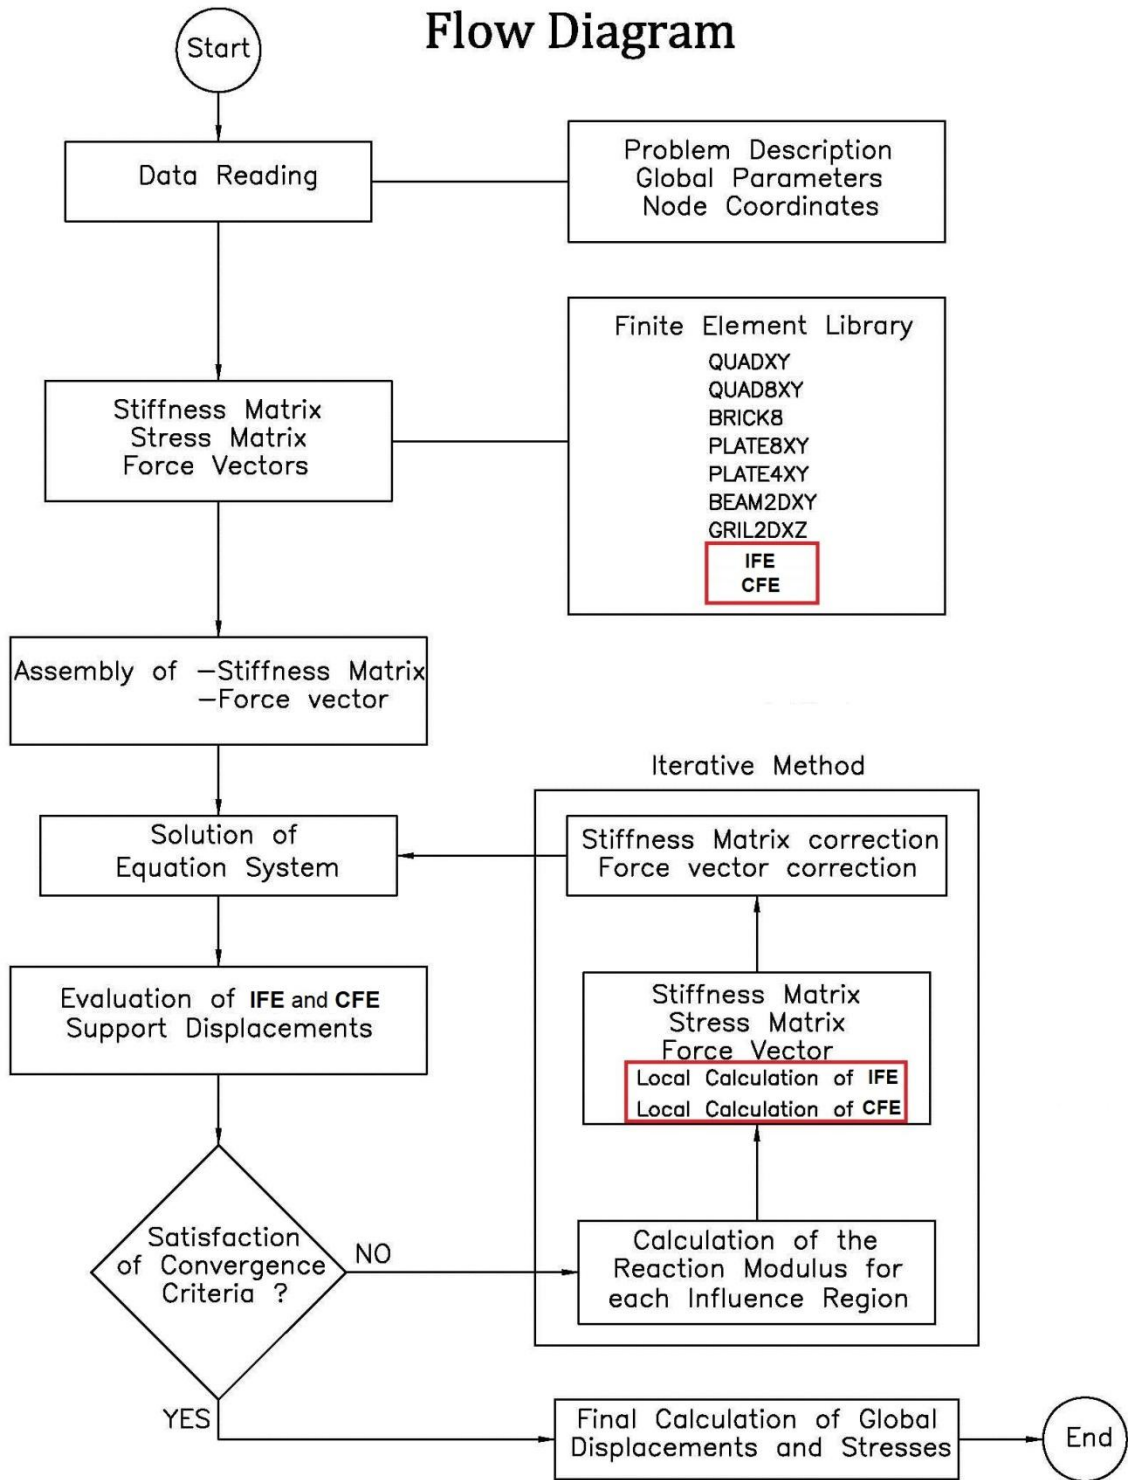 Flow Diagram
Start
Data Reading
Problem Description
Global Parameters
Node Coordinates
Finite Element Library
QUADXY
QUAD8XY
BRICK8
PLATE8XY
PLATE4XY
BEAM2DXY
GRIL2DXZ
IFE
CFE
Stiffness Matrix
Stress Matrix
Force Vectors
Assembly of –Stiffness Matrix
–Force vector
Iterative Method
Solution of
Equation System
Stiffness Matrix correction
Force vector correction
Evaluation of IFE and CFE
Support Displacements
Stiffness Matrix
Stress Matrix
Force Vector
Local Calculation of IFE
Local Calculation of CFE
Satisfaction
of Convergence
Criteria ?
NO
Calculation of the
Reaction Modulus for
each Influence Region
YES
Final Calculation of Global
Displacements and Stresses
End